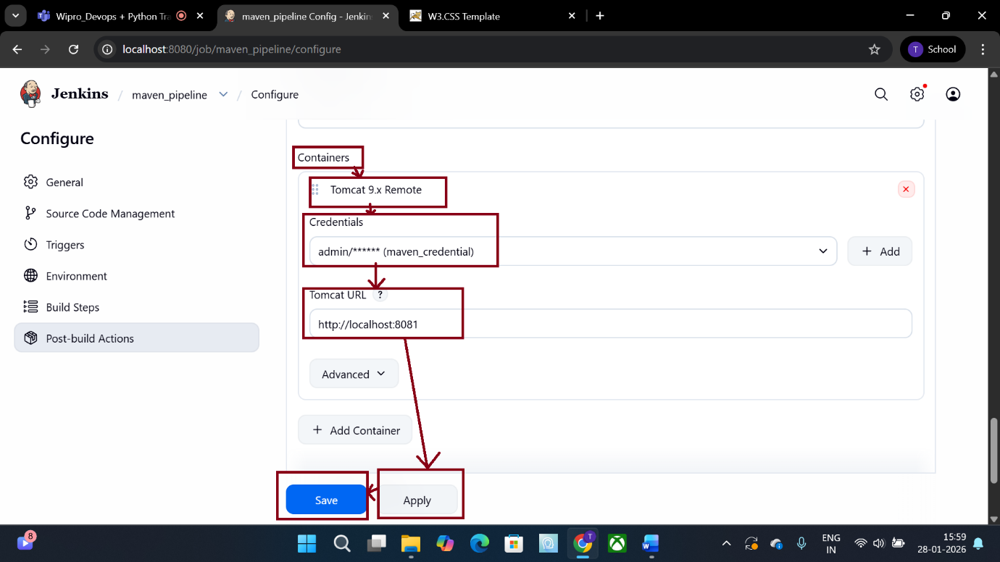 Wipro_Devops + Python Tra
maven_pipeline Config - Jenkin
W3.CSS Template
localhost:8080/job/maven_pipeline/configure
T School
Jenkins / maven_pipeline / Configure
Configure
General
Source Code Management
Triggers
Environment
Build Steps
Post-build Actions
Containers
Tomcat 9.x Remote
Credentials
admin/****** (maven_credential)
+ Add
Tomcat URL ?
http://localhost:8081
Advanced
+ Add Container
Save
Apply
8
T
W
ENG
IN
15:59
28-01-2026